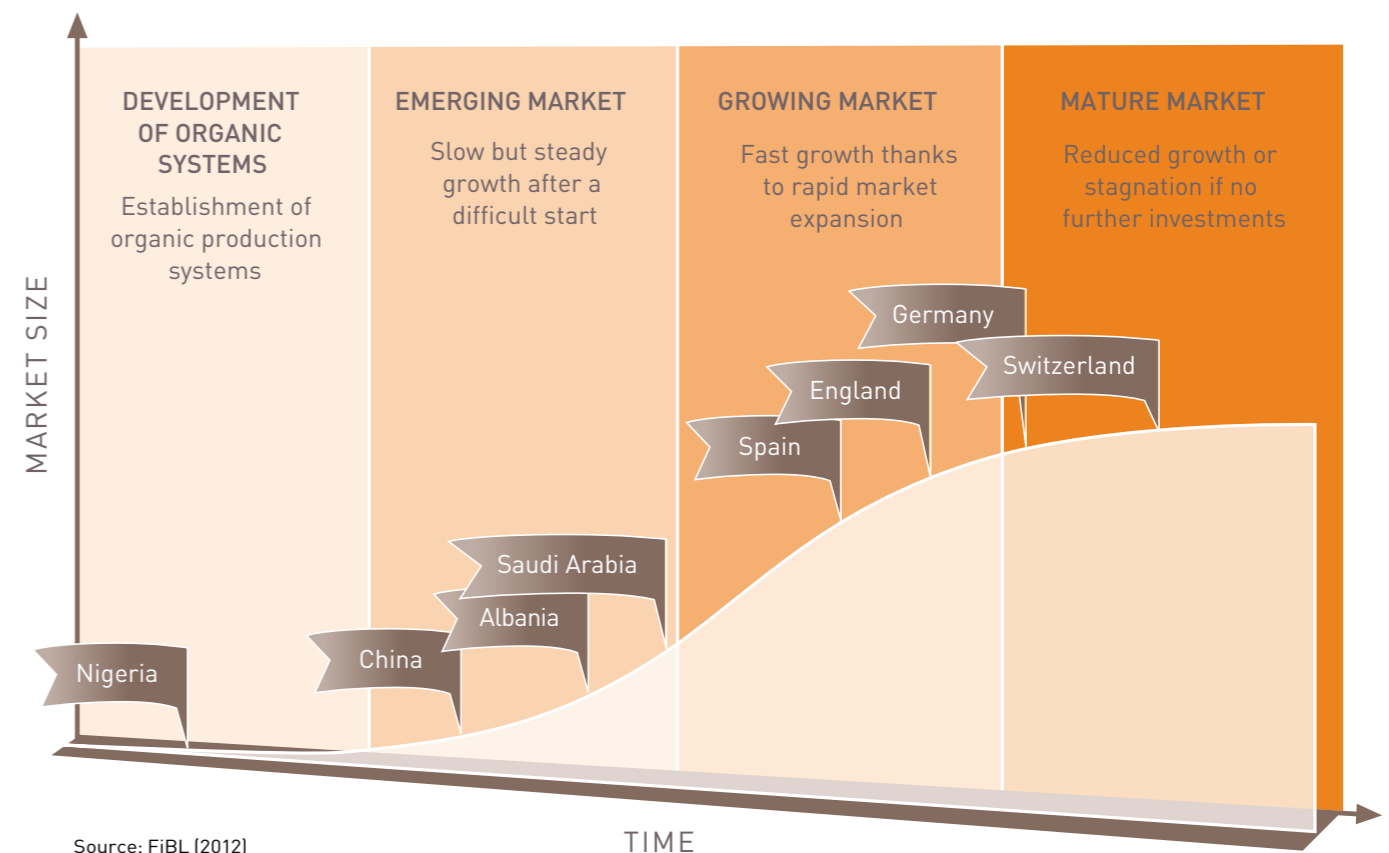 DEVELOPMENT
OF ORGANIC
SYSTEMS
Establishment of
organic production
systems
EMERGING MARKET
Slow but steady
growth after a
difficult start
GROWING MARKET
Fast growth thanks
to rapid market
expansion
MATURE MARKET
Reduced growth or
stagnation if no
further investments
MARKET SIZE
Germany
Switzerland
England
Spain
Saudi Arabia
Albania
China
Nigeria
TIME
Source: FiBL (2012)